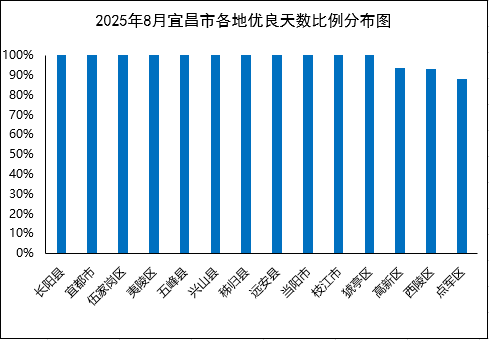 2025年8月宜昌市各地优良天数比例分布图
100%
90%
80%
70%
60%
50%
40%
30%
20%
10%
0%
长阳县
宜都市
伍家岗区
夷陵区
五峰县
兴山县
秭归县
远安县
当阳市
枝江市
猇亭区
高新区
西陵区
点军区